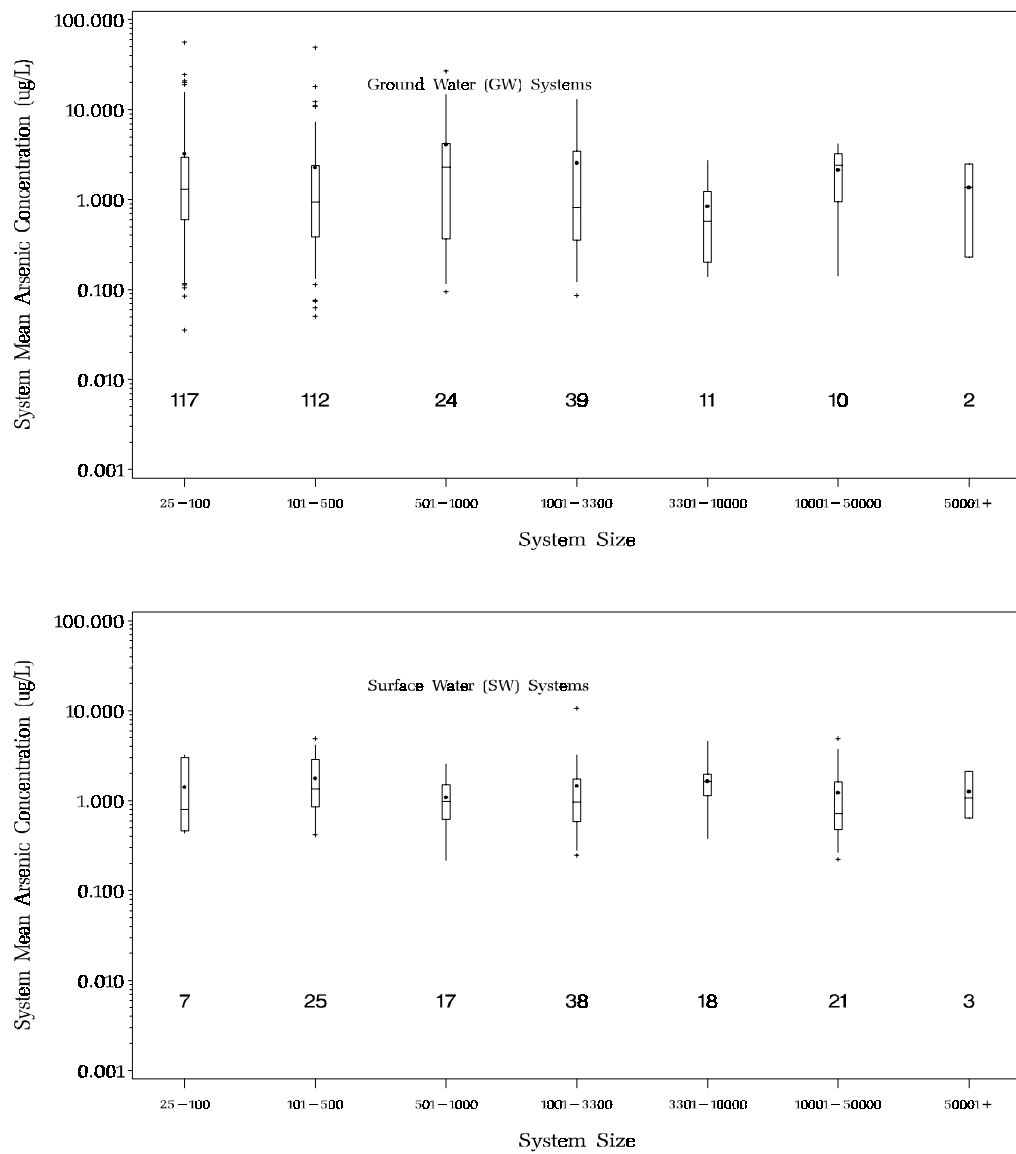 System Mean Arsenic Concentration (ug/L)
100.000
10.000
1.000
0.100
0.010
0.001
Ground Water (GW) Systems
117 112 24 39 11 10 2
25-100 101-500 501-1000 1001-3300 3301-10000 10001-50000 50001+
System Size
System Mean Arsenic Concentration (ug/L)
100.000
10.000
1.000
0.100
0.010
0.001
Surface Water (SW) Systems
7 25 17 38 18 21 3
25-100 101-500 501-1000 1001-3300 3301-10000 10001-50000 50001+
System Size